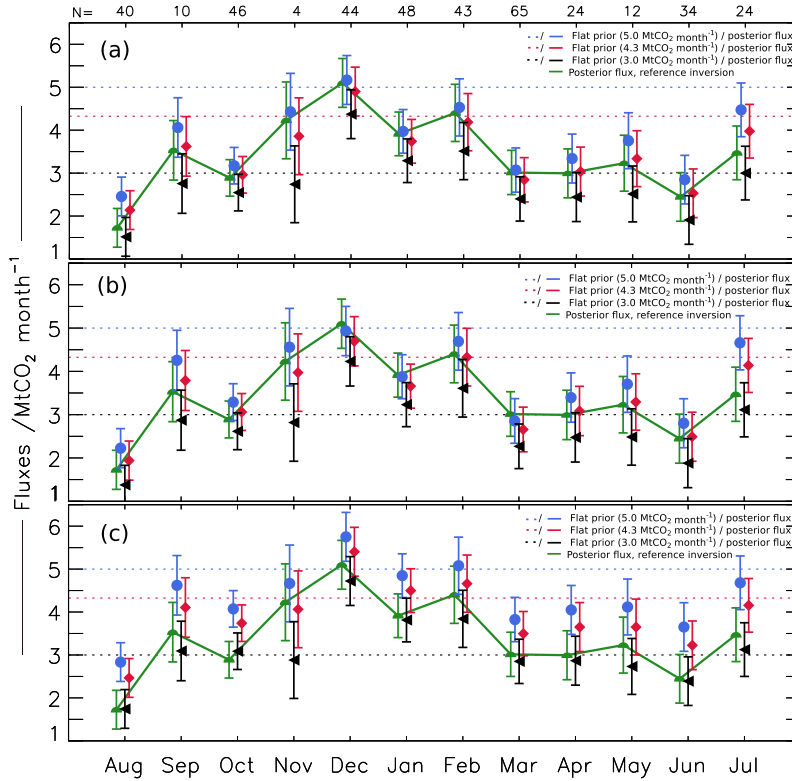 N= 40 10 46 4 44 48 43 65 24 12 34 24
(a)
Flat prior (5.0 MtCO₂ month⁻¹) / posterior flux
Flat prior (4.3 MtCO₂ month⁻¹) / posterior flux
Flat prior (3.0 MtCO₂ month⁻¹) / posterior flux
Posterior flux, reference inversion
6
5
4
3
2
1
(b)
Flat prior (5.0 MtCO₂ month⁻¹) / posterior flux
Flat prior (4.3 MtCO₂ month⁻¹) / posterior flux
Flat prior (3.0 MtCO₂ month⁻¹) / posterior flux
Posterior flux, reference inversion
6
5
4
3
2
1
Fluxes /MtCO₂ month⁻¹
(c)
Flat prior (5.0 MtCO₂ month⁻¹) / posterior flux
Flat prior (4.3 MtCO₂ month⁻¹) / posterior flux
Flat prior (3.0 MtCO₂ month⁻¹) / posterior flux
Posterior flux, reference inversion
6
5
4
3
2
1
Aug Sep Oct Nov Dec Jan Feb Mar Apr May Jun Jul